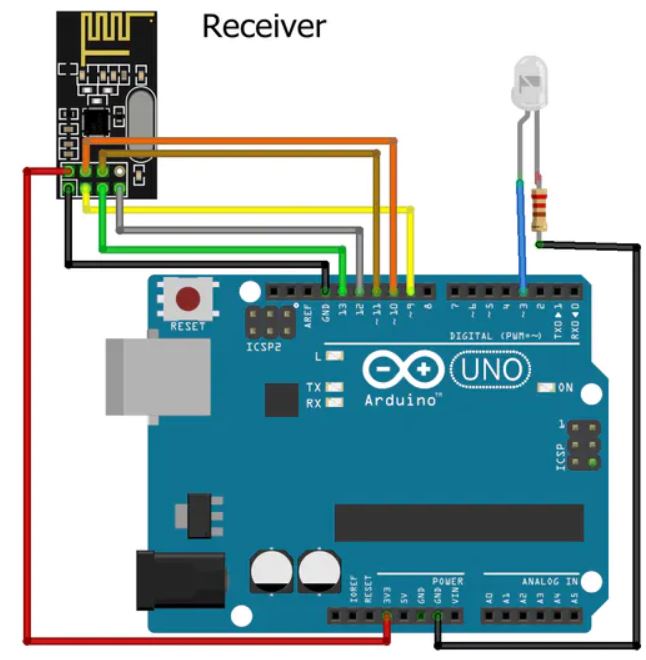 Receiver
RESET
ICSP2
AREF
GND
13
12
~11
~10
~9
8
7
~6
~5
4
~3
2
TX0▶1
RX0◀0
DIGITAL (PWM=~)
L
TX
RX
UNO
Arduino™
ON
1
ICSP
POWER
ANALOG IN
IOREF
RESET
3V3
5V
GND
GND
VIN
A0
A1
A2
A3
A4
A5